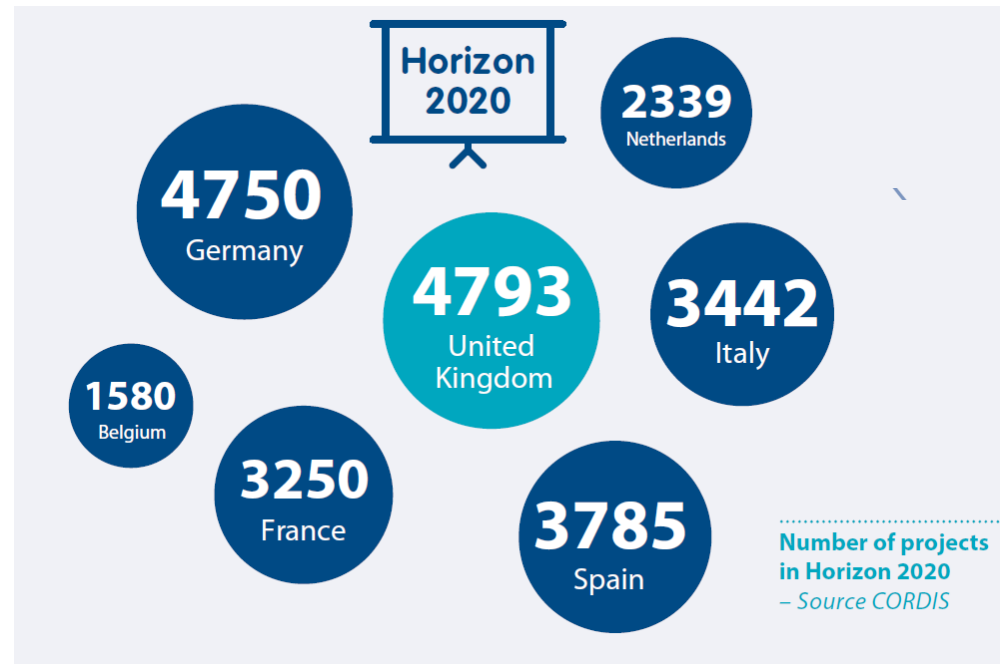 Horizon
2020
2339
Netherlands
4750
Germany
4793
United
Kingdom
3442
Italy
1580
Belgium
3250
France
3785
Spain
Number of projects
in Horizon 2020
– Source CORDIS